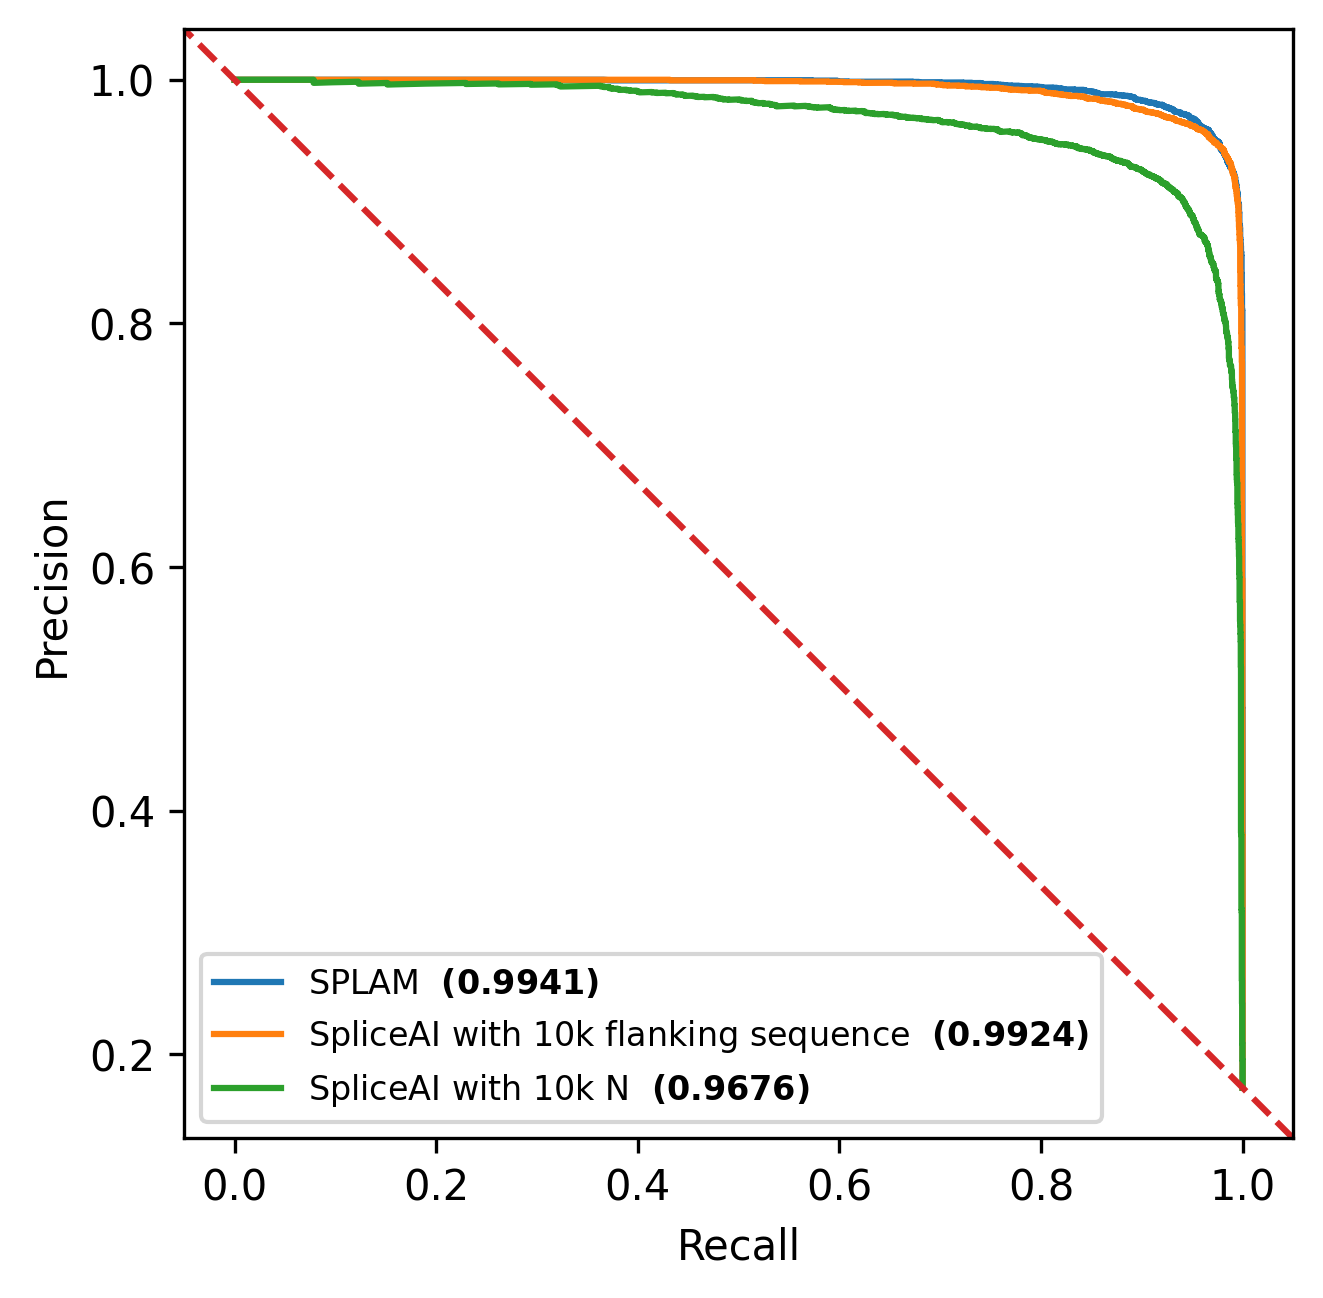 1.0
0.8
0.6
0.4
0.2
Precision
SPLAM (0.9941)
SpliceAI with 10k flanking sequence (0.9924)
SpliceAI with 10k N (0.9676)
0.0 0.2 0.4 0.6 0.8 1.0
Recall